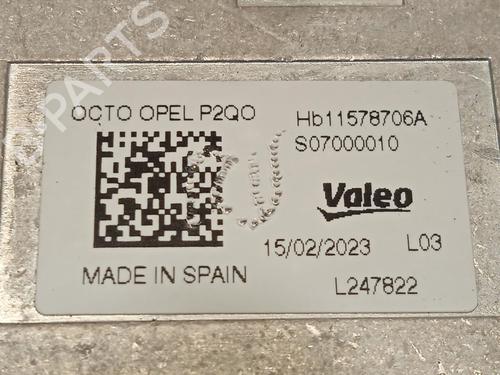 OCTO OPEL P2QO
Hb11578706A
S07000010
Valeo
15/02/2023 L03
MADE IN SPAIN
L247822